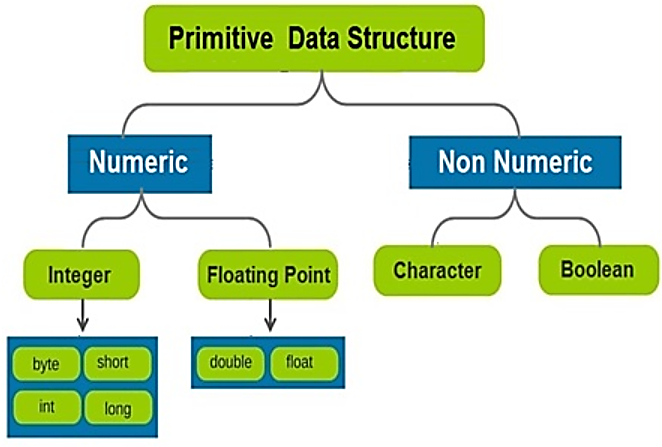 Primitive Data Structure
Numeric
Non Numeric
Integer
Floating Point
Character
Boolean
byte
short
double
float
int
long